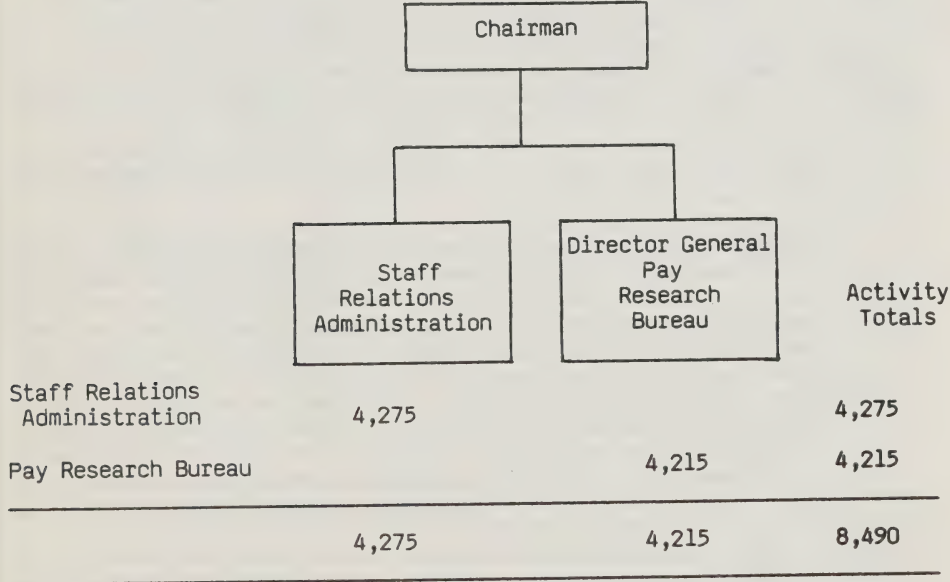 Chairman
Staff
Relations
Administration
Director General
Pay
Research
Bureau
Activity
Totals
Staff Relations
Administration 4,275 4,275
Pay Research Bureau 4,215 4,215
4,275 4,215 8,490